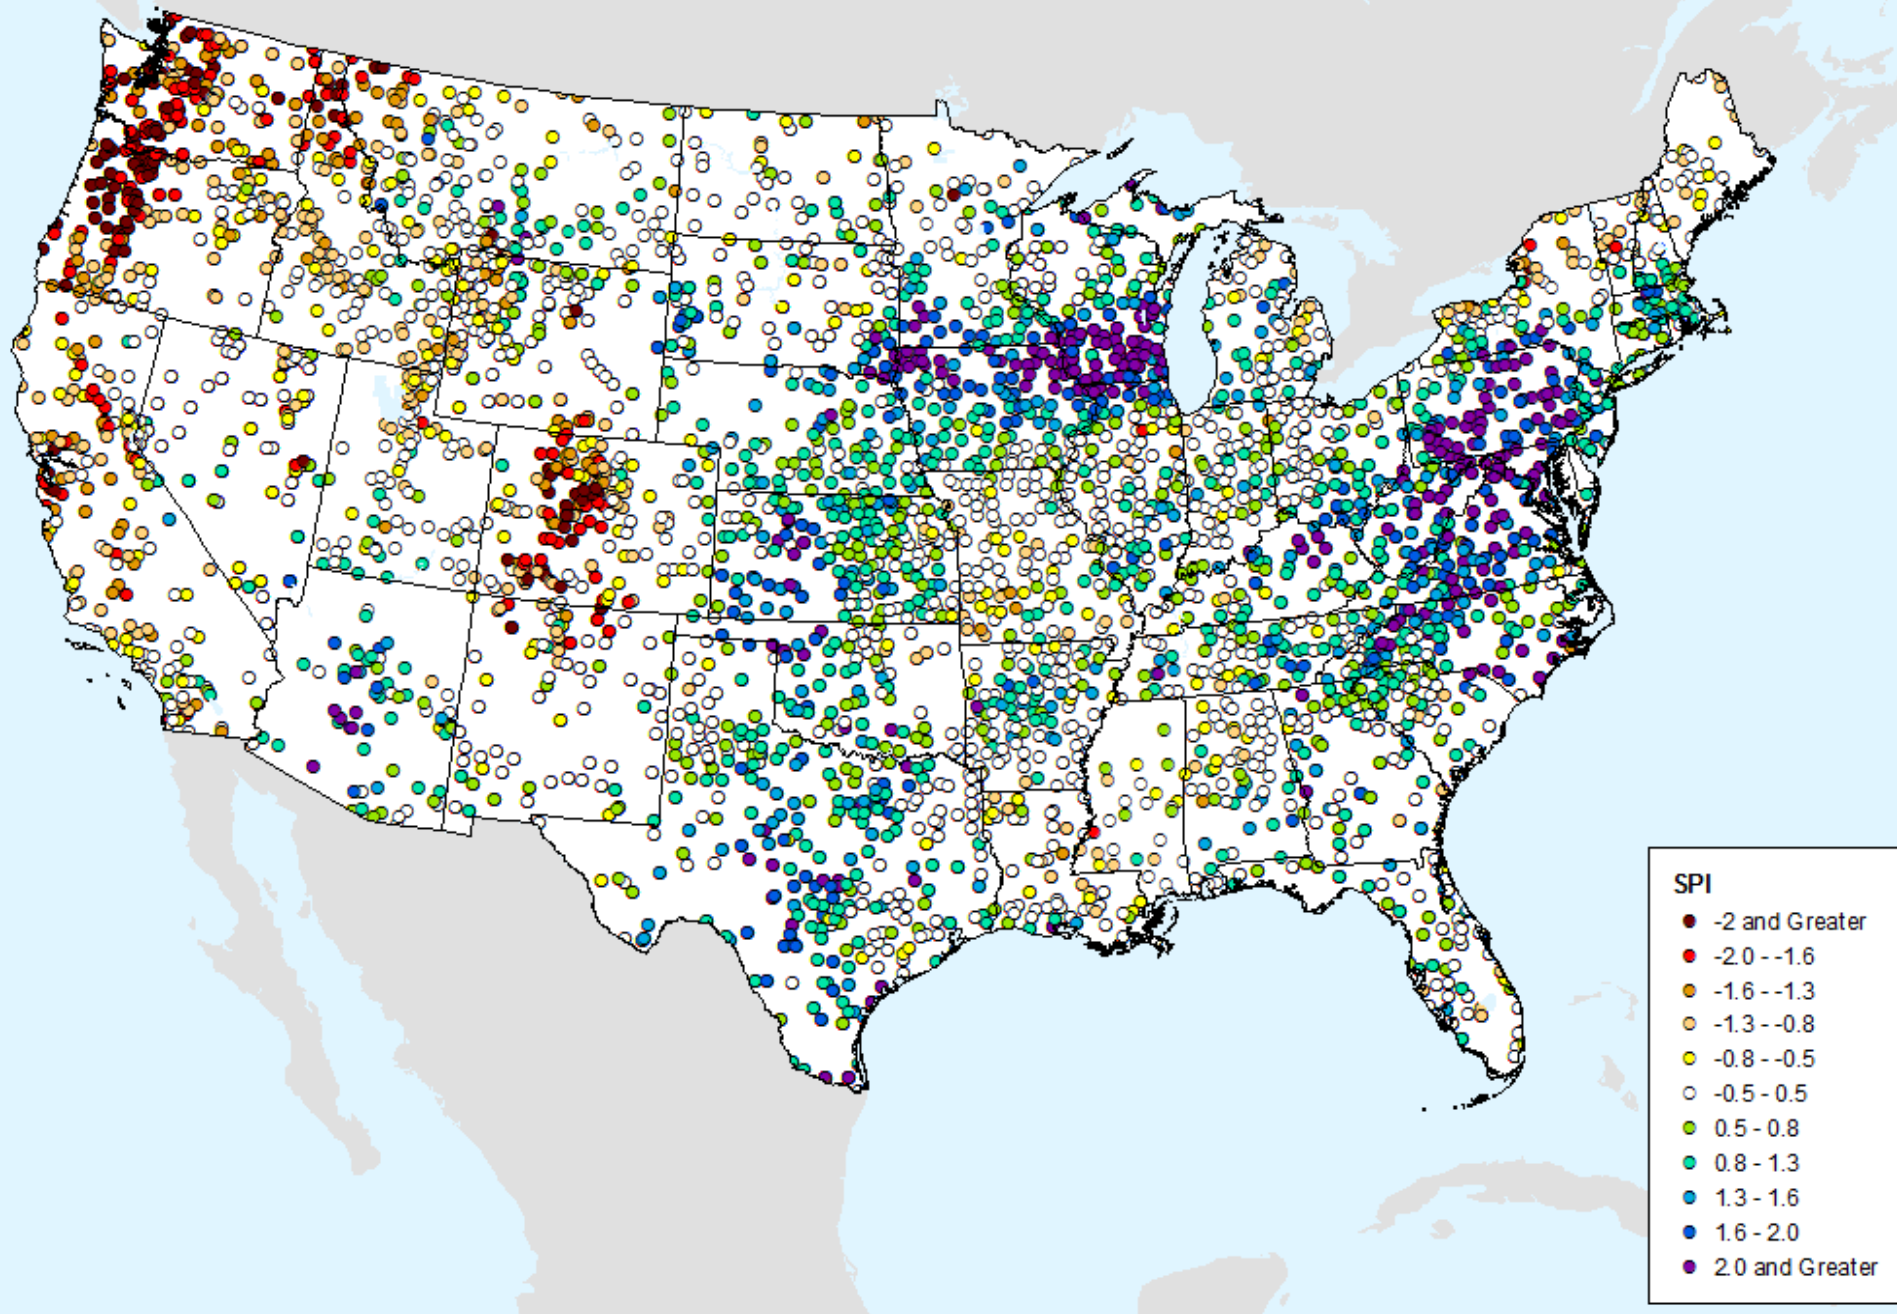 SPI
-2 and Greater
-2.0 - -1.6
-1.6 - -1.3
-1.3 - -0.8
-0.8 - -0.5
-0.5 - 0.5
0.5 - 0.8
0.8 - 1.3
1.3 - 1.6
1.6 - 2.0
2.0 and Greater